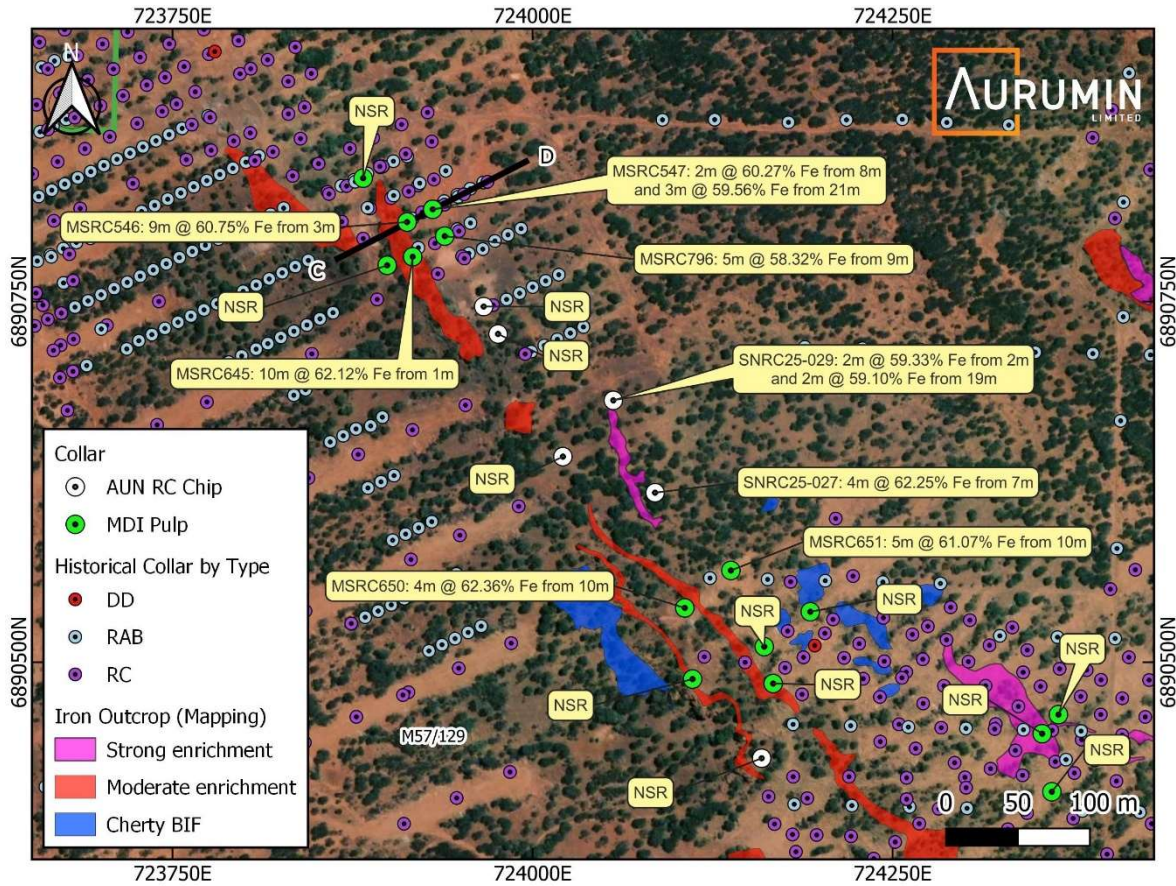 723750E
724000E
724250E
N
AURUMIN
LIMITED
NSR
D
MSRC547: 2m @ 60.27% Fe from 8m
and 3m @ 59.56% Fe from 21m
MSRC546: 9m @ 60.75% Fe from 3m
MSRC796: 5m @ 58.32% Fe from 9m
C
6890750N
6890750N
NSR
NSR
MSRC645: 10m @ 62.12% Fe from 1m
SNRC25-029: 2m @ 59.33% Fe from 2m
and 2m @ 59.10% Fe from 19m
NSR
SNRC25-027: 4m @ 62.25% Fe from 7m
MSRC651: 5m @ 61.07% Fe from 10m
MSRC650: 4m @ 62.36% Fe from 10m
NSR
NSR
6890500N
6890500N
NSR
NSR
NSR
NSR
NSR
M57/129
NSR
Collar
AUN RC Chip
MDI Pulp
Historical Collar by Type
DD
RAB
RC
Iron Outcrop (Mapping)
Strong enrichment
Moderate enrichment
Cherty BIF
NSR
0 50 100 m
723750E
724000E
724250E